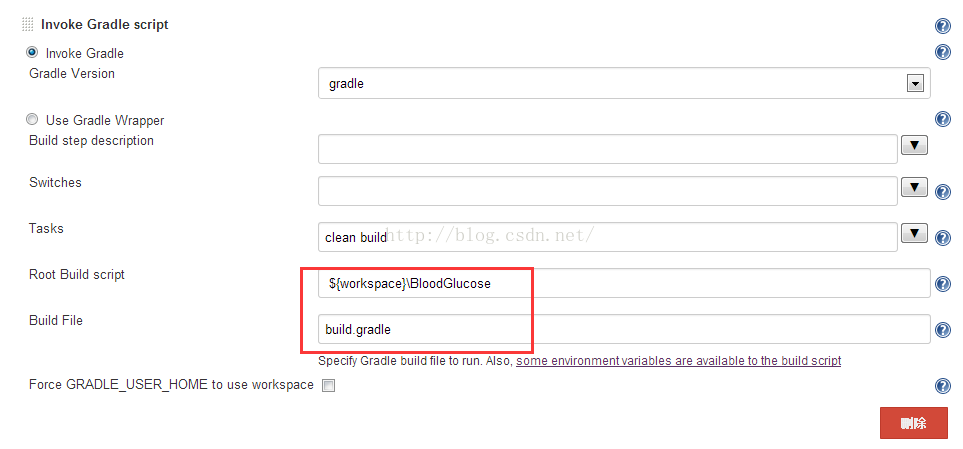 Invoke Gradle script
Invoke Gradle
Gradle Version
gradle
Use Gradle Wrapper
Build step description
Switches
Tasks
clean build
http://blog.csdn.net/
Root Build script
${workspace}\BloodGlucose
Build File
build.gradle
Specify Gradle build file to run. Also, some environment variables are available to the build script
Force GRADLE_USER_HOME to use workspace
删除